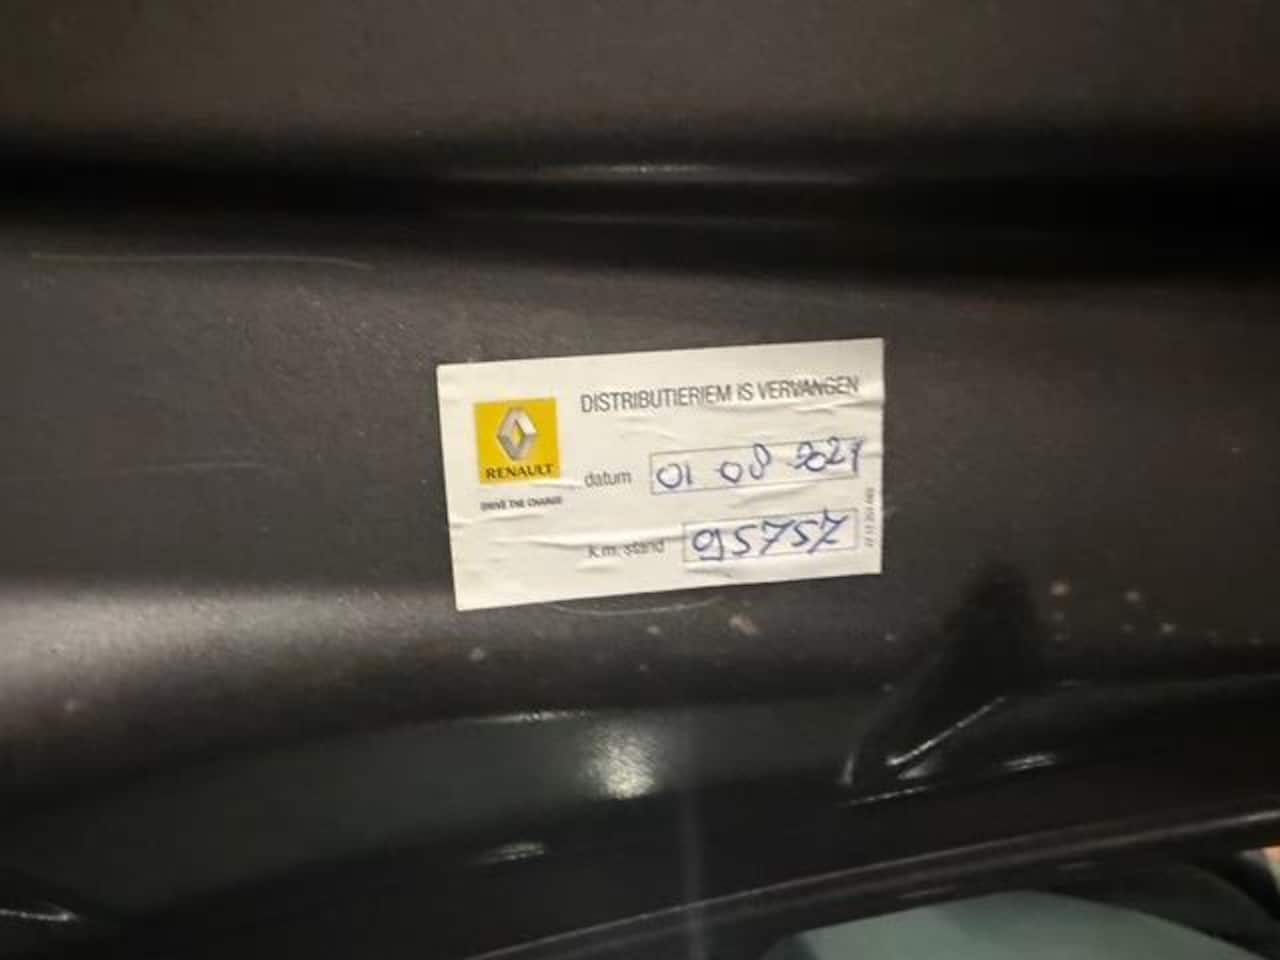 DISTRIBUTIERIEM IS VERVANGEN
RENAULT
DRIVE THE CHANGE
datum 01 08 2021
k.m. stand 95757